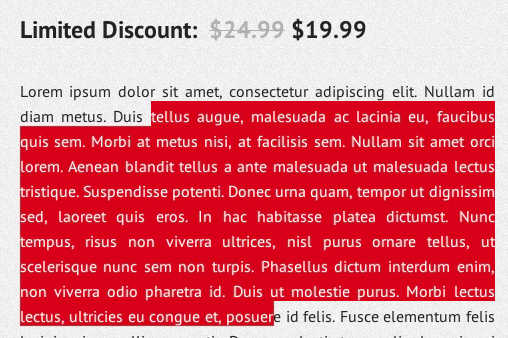 Limited Discount: $24.99 $19.99
Lorem ipsum dolor sit amet, consectetur adipiscing elit. Nullam id
diam metus. Duis tellus augue, malesuada ac lacinia eu, faucibus
quis sem. Morbi at metus nisi, at facilisis sem. Nullam sit amet orci
lorem. Aenean blandit tellus a ante malesuada ut malesuada lectus
tristique. Suspendisse potenti. Donec urna quam, tempor ut dignissim
sed, laoreet quis eros. In hac habitasse platea dictumst. Nunc
tempus, risus non viverra ultrices, nisl purus ornare tellus, ut
scelerisque nunc sem non turpis. Phasellus dictum interdum enim,
non viverra odio pharetra id. Duis ut molestie purus. Morbi lectus
lectus, ultricies eu congue et, posuere id felis. Fusce elementum felis